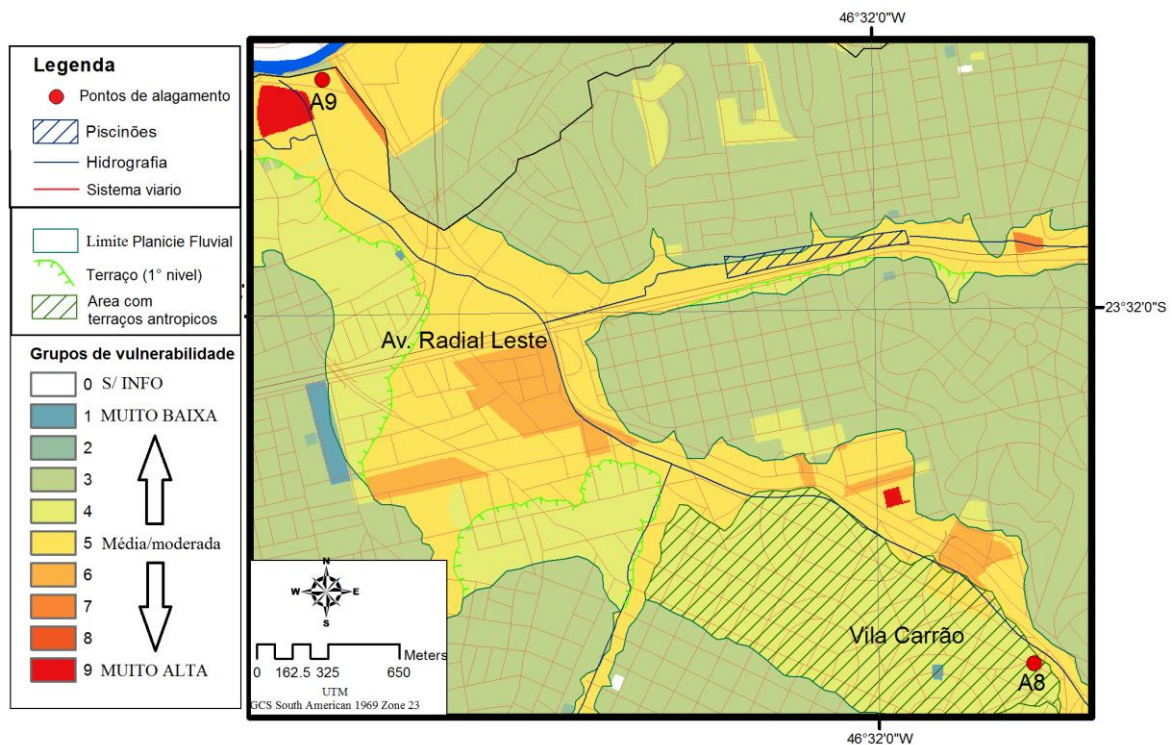 46°32'0"W
Legenda
Pontos de alagamento
Piscinões
Hidrografia
Sistema viario
Limite Planicie Fluvial
Terraço (1° nivel)
Area com
terraços antropicos
Grupos de vulnerabilidade
0 S/ INFO
1 MUITO BAIXA
2
3
4
5 Média/moderada
6
7
8
9 MUITO ALTA
A9
Av. Radial Leste
23°32'0"S
Vila Carrão
A8
N
W E
S
Meters
0 162.5 325 650
UTM
GCS South American 1969 Zone 23
46°32'0"W